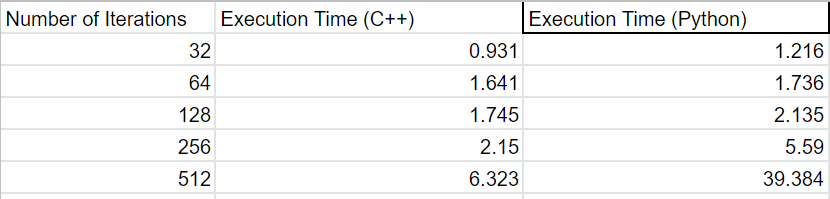 Number of Iterations Execution Time (C++) Execution Time (Python)
32 0.931 1.216
64 1.641 1.736
128 1.745 2.135
256 2.15 5.59
512 6.323 39.384